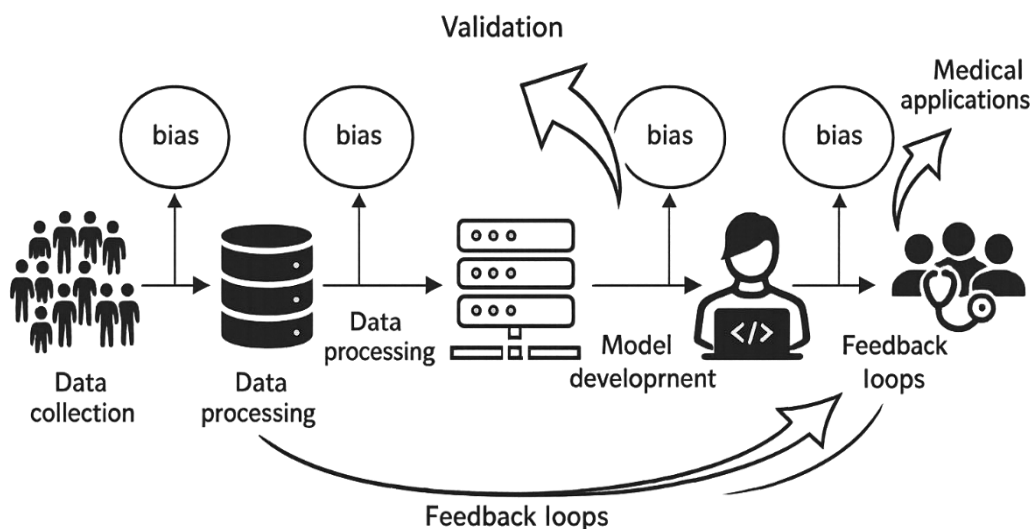 Validation
Medical
applications
bias
bias
bias
bias
</>
Data
processing
Model
developrnent
Feedback
loops
Data
collection
Data
processing
Feedback loops